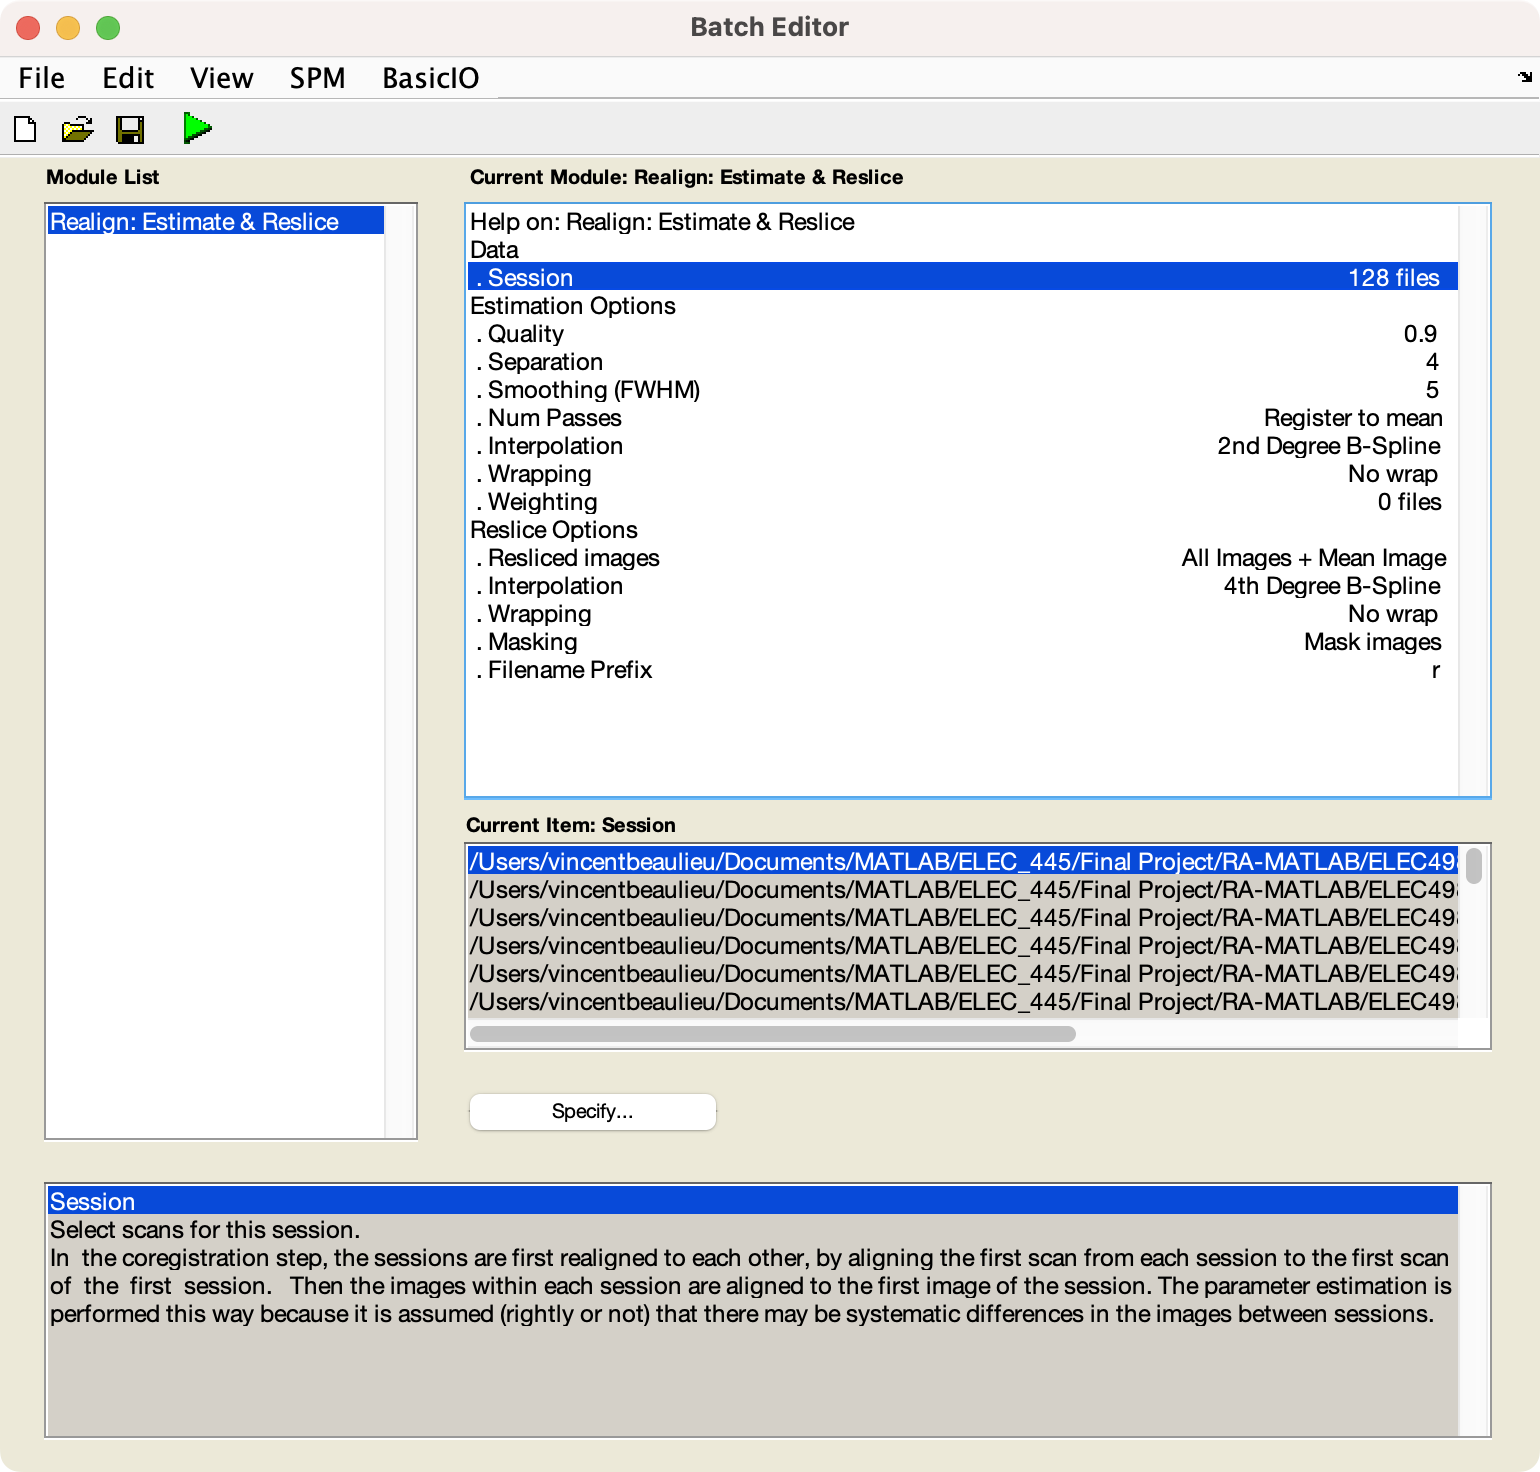 Batch Editor
File Edit View SPM BasicIO
Module List
Realign: Estimate & Reslice
Current Module: Realign: Estimate & Reslice
Help on: Realign: Estimate & Reslice
Data
. Session 128 files
Estimation Options
. Quality 0.9
. Separation 4
. Smoothing (FWHM) 5
. Num Passes Register to mean
. Interpolation 2nd Degree B-Spline
. Wrapping No wrap
. Weighting 0 files
Reslice Options
. Resliced images All Images + Mean Image
. Interpolation 4th Degree B-Spline
. Wrapping No wrap
. Masking Mask images
. Filename Prefix r
Current Item: Session
/Users/vincentbeaulieu/Documents/MATLAB/ELEC_445/Final Project/RA-MATLAB/ELEC49
/Users/vincentbeaulieu/Documents/MATLAB/ELEC_445/Final Project/RA-MATLAB/ELEC49
/Users/vincentbeaulieu/Documents/MATLAB/ELEC_445/Final Project/RA-MATLAB/ELEC49
/Users/vincentbeaulieu/Documents/MATLAB/ELEC_445/Final Project/RA-MATLAB/ELEC49
/Users/vincentbeaulieu/Documents/MATLAB/ELEC_445/Final Project/RA-MATLAB/ELEC49
/Users/vincentbeaulieu/Documents/MATLAB/ELEC_445/Final Project/RA-MATLAB/ELEC49
Specify...
Session
Select scans for this session.
In the coregistration step, the sessions are first realigned to each other, by aligning the first scan from each session to the first scan
of the first session. Then the images within each session are aligned to the first image of the session. The parameter estimation is
performed this way because it is assumed (rightly or not) that there may be systematic differences in the images between sessions.